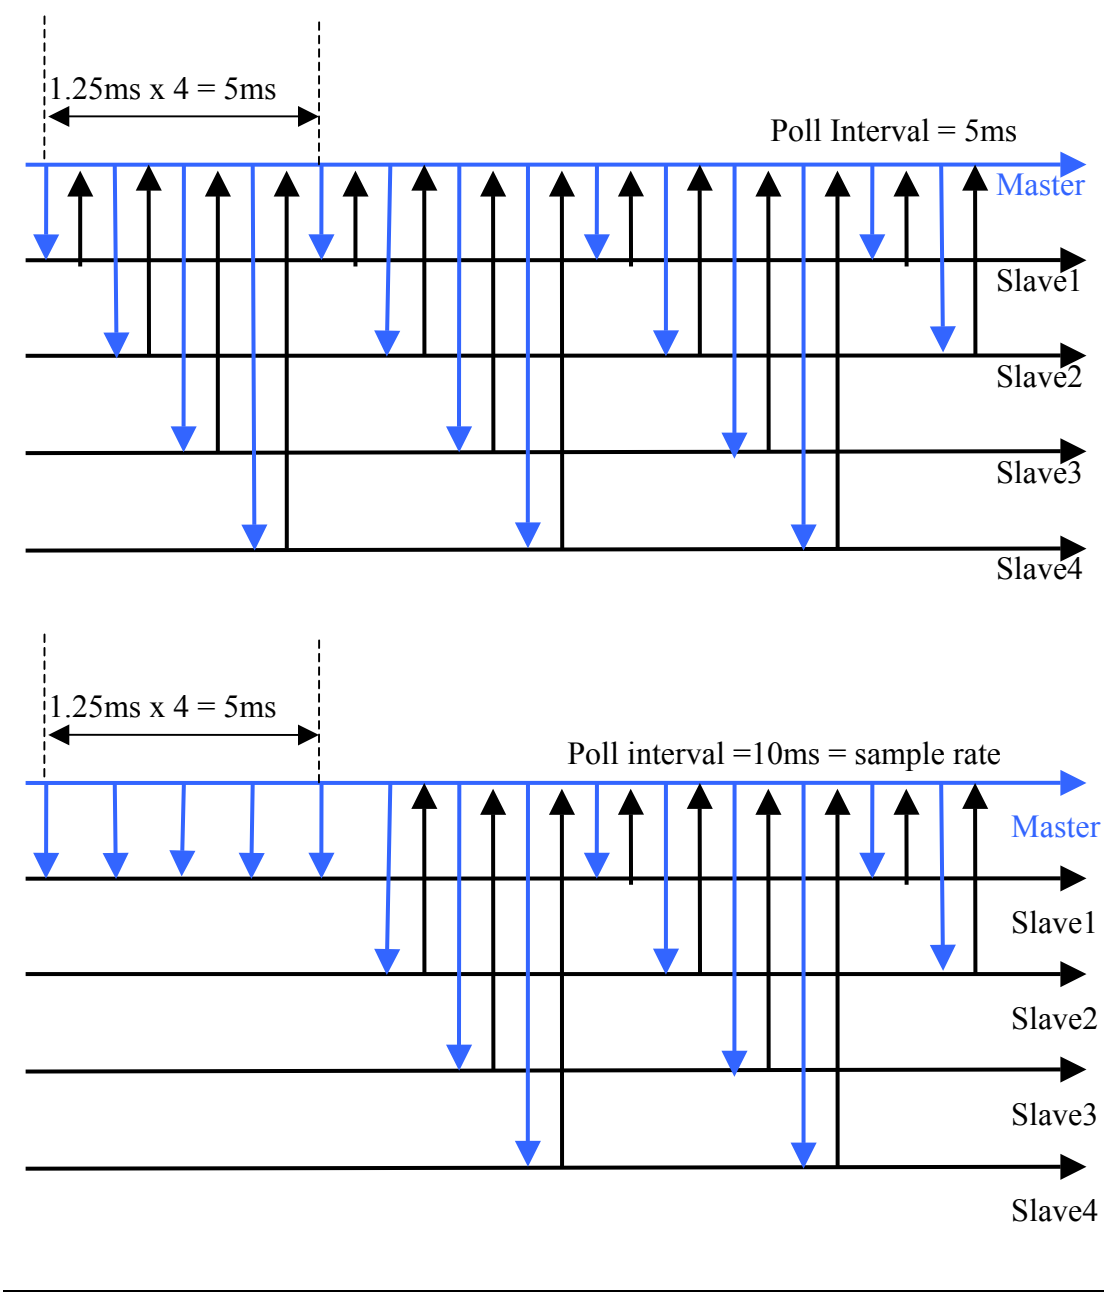 1.25ms x 4 = 5ms
Poll Interval = 5ms
Master
Slave1
Slave2
Slave3
Slave4
1.25ms x 4 = 5ms
Poll interval =10ms = sample rate
Master
Slave1
Slave2
Slave3
Slave4